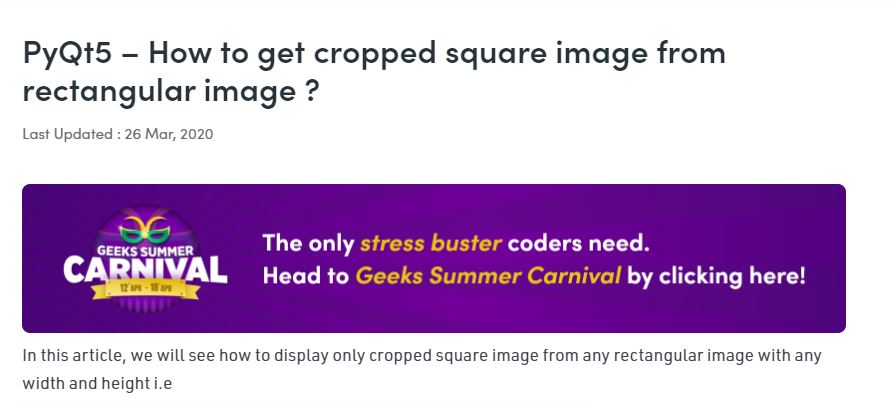 PyQt5 – How to get cropped square image from
rectangular image ?
Last Updated : 26 Mar, 2020
GEEKS SUMMER
CARNIVAL
12 APR - 18 APR
The only stress buster coders need.
Head to Geeks Summer Carnival by clicking here!
In this article, we will see how to display only cropped square image from any rectangular image with any
width and height i.e